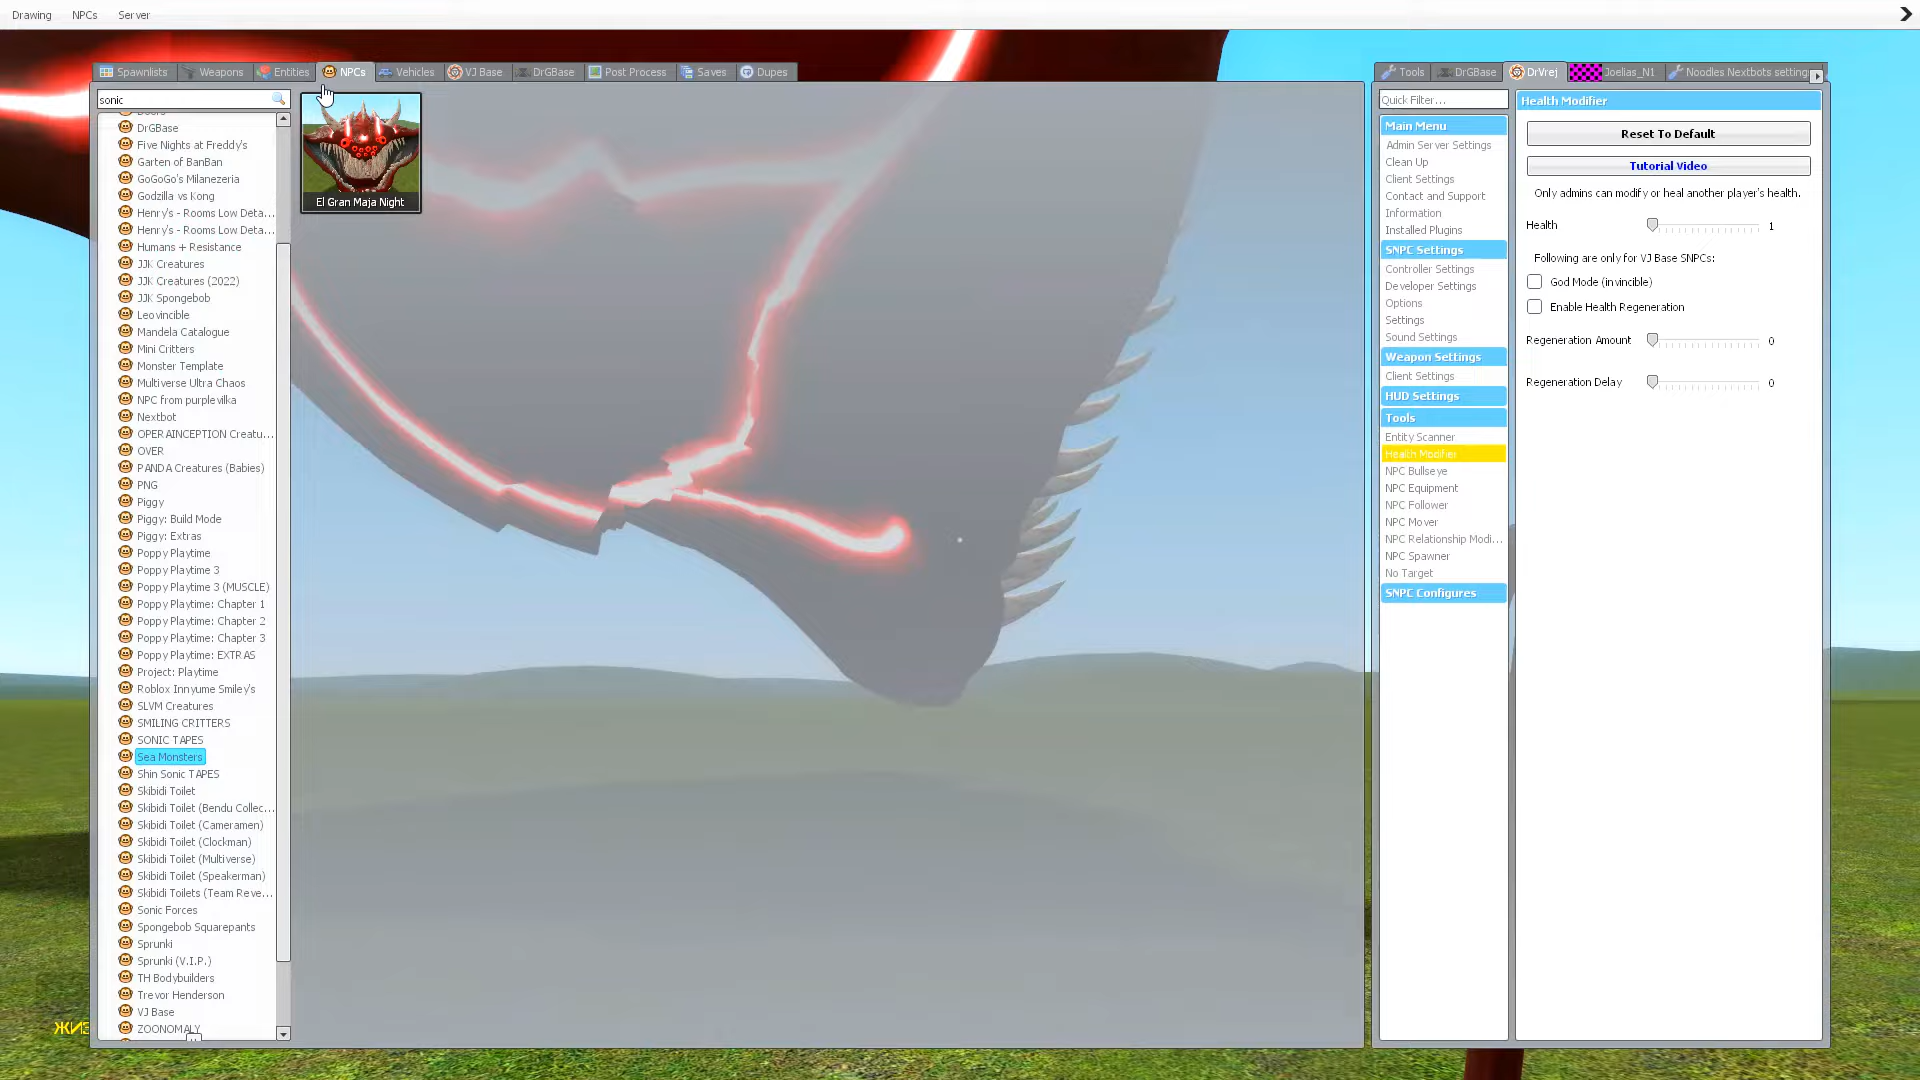 Drawing NPCs Server
Spawnlists Weapons Entities NPCs Vehicles VJ Base DrGBase Post Process Saves Dupes
sonic
DrGBase
Five Nights at Freddy's
Garten of BanBan
GoGoGo's Milanezeria
Godzilla vs Kong
Henry's - Rooms Low Deta...
Henry's - Rooms Low Deta...
Humans + Resistance
JJK Creatures
JJK Creatures (2022)
JJK Spongebob
Leovincible
Mandela Catalogue
Mini Critters
Monster Template
Multiverse Ultra Chaos
NPC from purplevilka
Nextbot
OPERAINCEPTION Creatu...
OVER
PANDA Creatures (Babies)
PNG
Piggy
Piggy: Build Mode
Piggy: Extras
Poppy Playtime
Poppy Playtime 3
Poppy Playtime 3 (MUSCLE)
Poppy Playtime: Chapter 1
Poppy Playtime: Chapter 2
Poppy Playtime: Chapter 3
Poppy Playtime: EXTRAS
Project: Playtime
Roblox Innyume Smiley's
SLVM Creatures
SMILING CRITTERS
SONIC TAPES
Sea Monsters
Shin Sonic TAPES
Skibidi Toilet
Skibidi Toilet (Bendu Collec...
Skibidi Toilet (Cameramen)
Skibidi Toilet (Clockman)
Skibidi Toilet (Multiverse)
Skibidi Toilet (Speakerman)
Skibidi Toilets (Team Reve...
Sonic Forces
Spongebob Squarepants
Sprunki
Sprunki (V.I.P.)
TH Bodybuilders
Trevor Henderson
VJ Base
ZOONOMALY
El Gran Maja Night
Tools DrGBase DrVrej Joelias_N1 Noodles Nextbots setting
Quick Filter...
Main Menu
Admin Server Settings
Clean Up
Client Settings
Contact and Support
Information
Installed Plugins
SNPC Settings
Controller Settings
Developer Settings
Options
Settings
Sound Settings
Weapon Settings
Client Settings
HUD Settings
Tools
Entity Scanner
Health Modifier
NPC Bullseye
NPC Equipment
NPC Follower
NPC Mover
NPC Relationship Modi...
NPC Spawner
No Target
SNPC Configures
Health Modifier
Reset To Default
Tutorial Video
Only admins can modify or heal another player's health.
Health 1
Following are only for VJ Base SNPCs:
God Mode (invincible)
Enable Health Regeneration
Regeneration Amount 0
Regeneration Delay 0